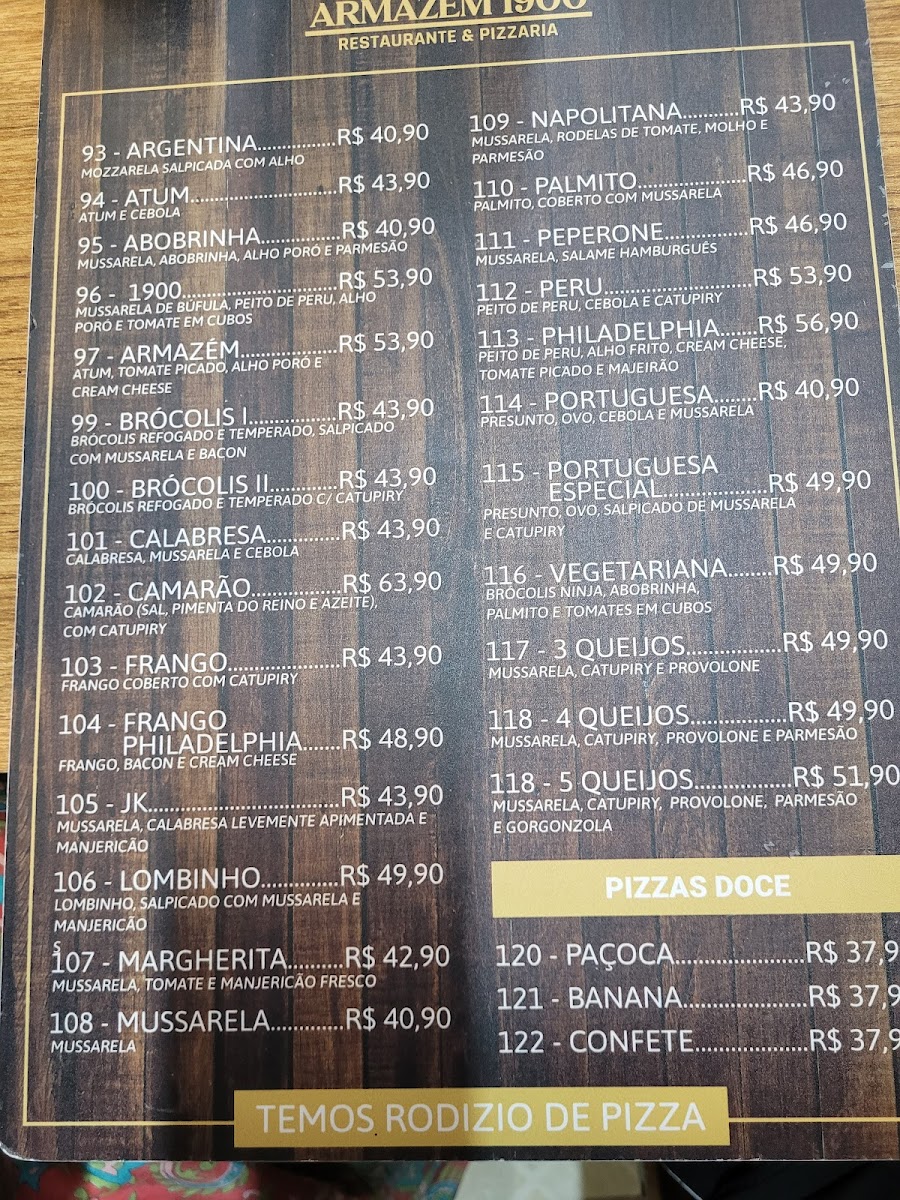 ARMAZÉM 1900
RESTAURANTE & PIZZARIA
93 - ARGENTINA................R$ 40,90
MOZZARELA SALPICADA COM ALHO
94 - ATUM............................R$ 43,90
ATUM E CEBOLA
95 - ABOBRINHA...............R$ 40,90
MUSSARELA, ABOBRINHA, ALHO PORÓ E PARMESÃO
96 - 1900.............................R$ 53,90
MUSSARELA DE BÚFULA, PEITO DE PERU, ALHO
PORÓ E TOMATE EM CUBOS
97 - ARMAZÉM..................R$ 53,90
ATUM, TOMATE PICADO, ALHO PORÓ E
CREAM CHEESE
99 - BRÓCOLIS I.................R$ 43,90
BRÓCOLIS REFOGADO E TEMPERADO, SALPICADO
COM MUSSARELA E BACON
100 - BRÓCOLIS II.............R$ 43,90
BRÓCOLIS REFOGADO E TEMPERADO C/ CATUPIRY
101 - CALABRESA..............R$ 43,90
CALABRESA, MUSSARELA E CEBOLA
102 - CAMARÃO.................R$ 63,90
CAMARÃO (SAL, PIMENTA DO REINO E AZEITE),
COM CATUPIRY
103 - FRANGO.....................R$ 43,90
FRANGO COBERTO COM CATUPIRY
104 - FRANGO
PHILADELPHIA.......R$ 48,90
FRANGO, BACON E CREAM CHEESE
105 - JK...................................R$ 43,90
MUSSARELA, CALABRESA LEVEMENTE APIMENTADA E
MANJERICÃO
106 - LOMBINHO..............R$ 49,90
LOMBINHO, SALPICADO COM MUSSARELA E
MANJERICÃO
S
107 - MARGHERITA..........R$ 42,90
MUSSARELA, TOMATE E MANJERICÃO FRESCO
108 - MUSSARELA.............R$ 40,90
MUSSARELA
109 - NAPOLITANA...........R$ 43,90
MUSSARELA, RODELAS DE TOMATE, MOLHO E
PARMESÃO
110 - PALMITO.....................R$ 46,90
PALMITO, COBERTO COM MUSSARELA
111 - PEPERONE................R$ 46,90
MUSSARELA, SALAME HAMBURGUÊS
112 - PERU...........................R$ 53,90
PEITO DE PERU, CEBOLA E CATUPIRY
113 - PHILADELPHIA.......R$ 56,90
PEITO DE PERU, ALHO FRITO, CREAM CHEESE,
TOMATE PICADO E MAJEIRÃO
114 - PORTUGUESA........R$ 40,90
PRESUNTO, OVO, CEBOLA E MUSSARELA
115 - PORTUGUESA
ESPECIAL...................R$ 49,90
PRESUNTO, OVO, SALPICADO DE MUSSARELA
E CATUPIRY
116 - VEGETARIANA........R$ 49,90
BRÓCOLIS NINJA, ABOBRINHA,
PALMITO E TOMATES EM CUBOS
117 - 3 QUEIJOS.................R$ 49,90
MUSSARELA, CATUPIRY E PROVOLONE
118 - 4 QUEIJOS.................R$ 49,90
MUSSARELA, CATUPIRY, PROVOLONE E PARMESÃO
118 - 5 QUEIJOS.................R$ 51,90
MUSSARELA, CATUPIRY, PROVOLONE, PARMESÃO
E GORGONZOLA
PIZZAS DOCE
120 - PAÇOCA......................R$ 37,9
121 - BANANA.....................R$ 37,9
122 - CONFETE...................R$ 37,9
TEMOS RODIZIO DE PIZZA